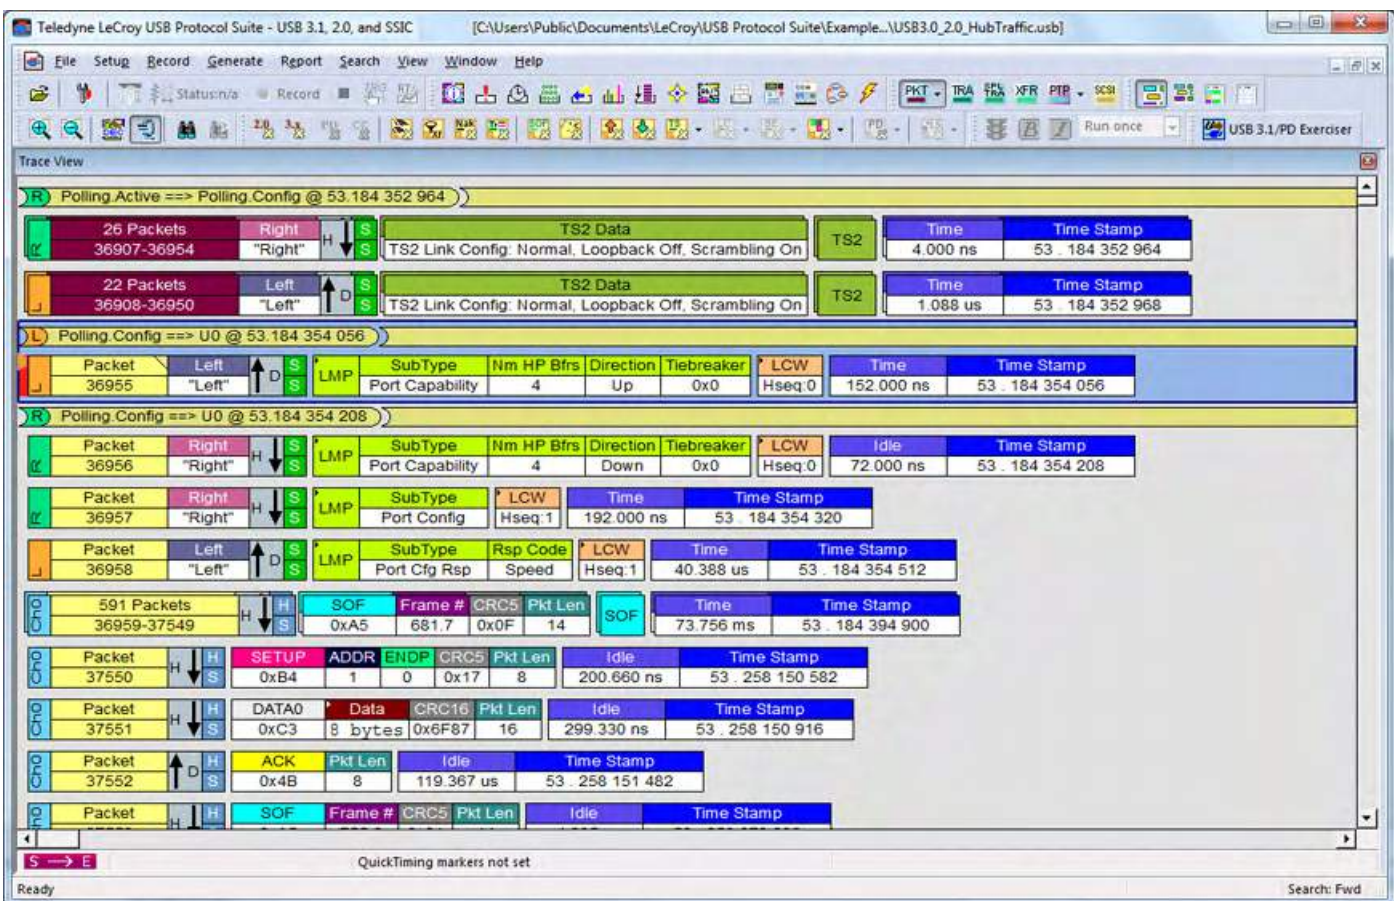 Teledyne LeCroy USB Protocol Suite - USB 3.1, 2.0, and SSIC [C:\Users\Public\Documents\LeCroy\USB Protocol Suite\Example...\USB3.0_2.0_HubTraffic.usb]
File Setup Record Generate Report Search View Window Help
Status:n/a Record PKT TRA XFR PTP SCSI
2.0 3.x Run once USB 3.1/PD Exerciser
Trace View
R Polling.Active ==> Polling.Config @ 53.184 352 964
26 Packets Right H S TS2 Data TS2 Time Time Stamp
R 36907-36954 "Right" S TS2 Link Config: Normal, Loopback Off, Scrambling On 4.000 ns 53 . 184 352 964
22 Packets Left D S TS2 Data TS2 Time Time Stamp
L 36908-36950 "Left" S TS2 Link Config: Normal, Loopback Off, Scrambling On 1.088 us 53 . 184 352 968
L Polling.Config ==> U0 @ 53.184 354 056
Packet Left D S LMP SubType Nm HP Bfrs Direction Tiebreaker LCW Time Time Stamp
L 36955 "Left" S Port Capability 4 Up 0x0 Hseq:0 152.000 ns 53 . 184 354 056
R Polling.Config ==> U0 @ 53.184 354 208
Packet Right H S LMP SubType Nm HP Bfrs Direction Tiebreaker LCW Idle Time Stamp
R 36956 "Right" S Port Capability 4 Down 0x0 Hseq:0 72.000 ns 53 . 184 354 208
Packet Right H S LMP SubType LCW Time Time Stamp
R 36957 "Right" S Port Config Hseq:1 192.000 ns 53 . 184 354 320
Packet Left D S LMP SubType Rsp Code LCW Time Time Stamp
L 36958 "Left" S Port Cfg Rsp Speed Hseq:1 40.388 us 53 . 184 354 512
Ch0 591 Packets H H SOF Frame # CRC5 Pkt Len SOF Time Time Stamp
36959-37549 S 0xA5 681.7 0x0F 14 73.756 ms 53 . 184 394 900
Ch0 Packet H H SETUP ADDR ENDP CRC5 Pkt Len Idle Time Stamp
37550 S 0xB4 1 0 0x17 8 200.660 ns 53 . 258 150 582
Ch0 Packet H H DATA0 Data CRC16 Pkt Len Idle Time Stamp
37551 S 0xC3 8 bytes 0x6F87 16 299.330 ns 53 . 258 150 916
Ch0 Packet D H ACK Pkt Len Idle Time Stamp
37552 S 0x4B 8 119.367 us 53 . 258 151 482
Ch0 Packet H H SOF Frame # CRC5 Pkt Len Idle Time Stamp
S → E QuickTiming markers not set
Ready Search: Fwd